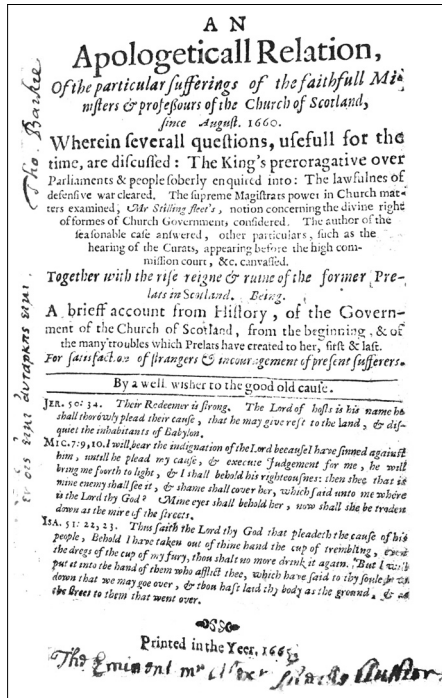 AN
Apologeticall Relation,
Of the particular sufferings of the faithfull Mi-
nisters & professours of the Church of Scotland,
since August. 1660.
Wherein severall questions, usefull for the
time, are discussed: The King's preroragative over
Parliaments & people soberly enquired into: The lawfulnes of
defensive war cleared. The supreme Magistrats power in Church mat-
ters examined, Mr Stilling fleet's, notion concerning the divine right
of formes of Church Government, considered. The author of the
seasonable case answered, other particulars, such as the
hearing of the Curats, appearing before the high com-
mission court, &c. canvassed.
Together with the rise reigne & ruine of the former Pre-
lats in Scotland. Being.
A brieff account from History, of the Govern-
ment of the Church of Scotland, from the beginning, & of
the many troubles which Prelats have created to her, first & last.
For satisfaction of strangers & incouragement of present sufferers.
By a well wisher to the good old cause.
JER. 50: 34. Their Redeemer is strong. The Lord of hosts is his name he
shall thorowly plead their cause, that he may give rest to the land, & dis-
quiet the inhabitants of Babylon.
MIC. 7: 9, 10. I will bear the indignation of the Lord because I have sinned against
him, untill he plead my cause, & execute Judgement for me, he will
bring me forth to light, & I shall behold his righteousnes: then shee that is
mine enemy shall see it, & shame shall cover her, which said unto me where
is the Lord thy God? Mine eyes shall behold her, now shall she be troden
down as the mire of the streets.
ISA. 51: 22, 23. Thus saith the Lord thy God that pleadeth the cause of his
people, Behold I have taken out of thine hand the cup of trembling, even
the dregs of the cup of my fury, thou shalt no more drink it again. But I will
put it into the hand of them who afflict thee, which have said to thy soule,
down that we may goe over, & thou hast laid thy body as the ground, & as
the street to them that went over.
Printed in the Year, 1665
The Eminent mr Author
Tho. Barker